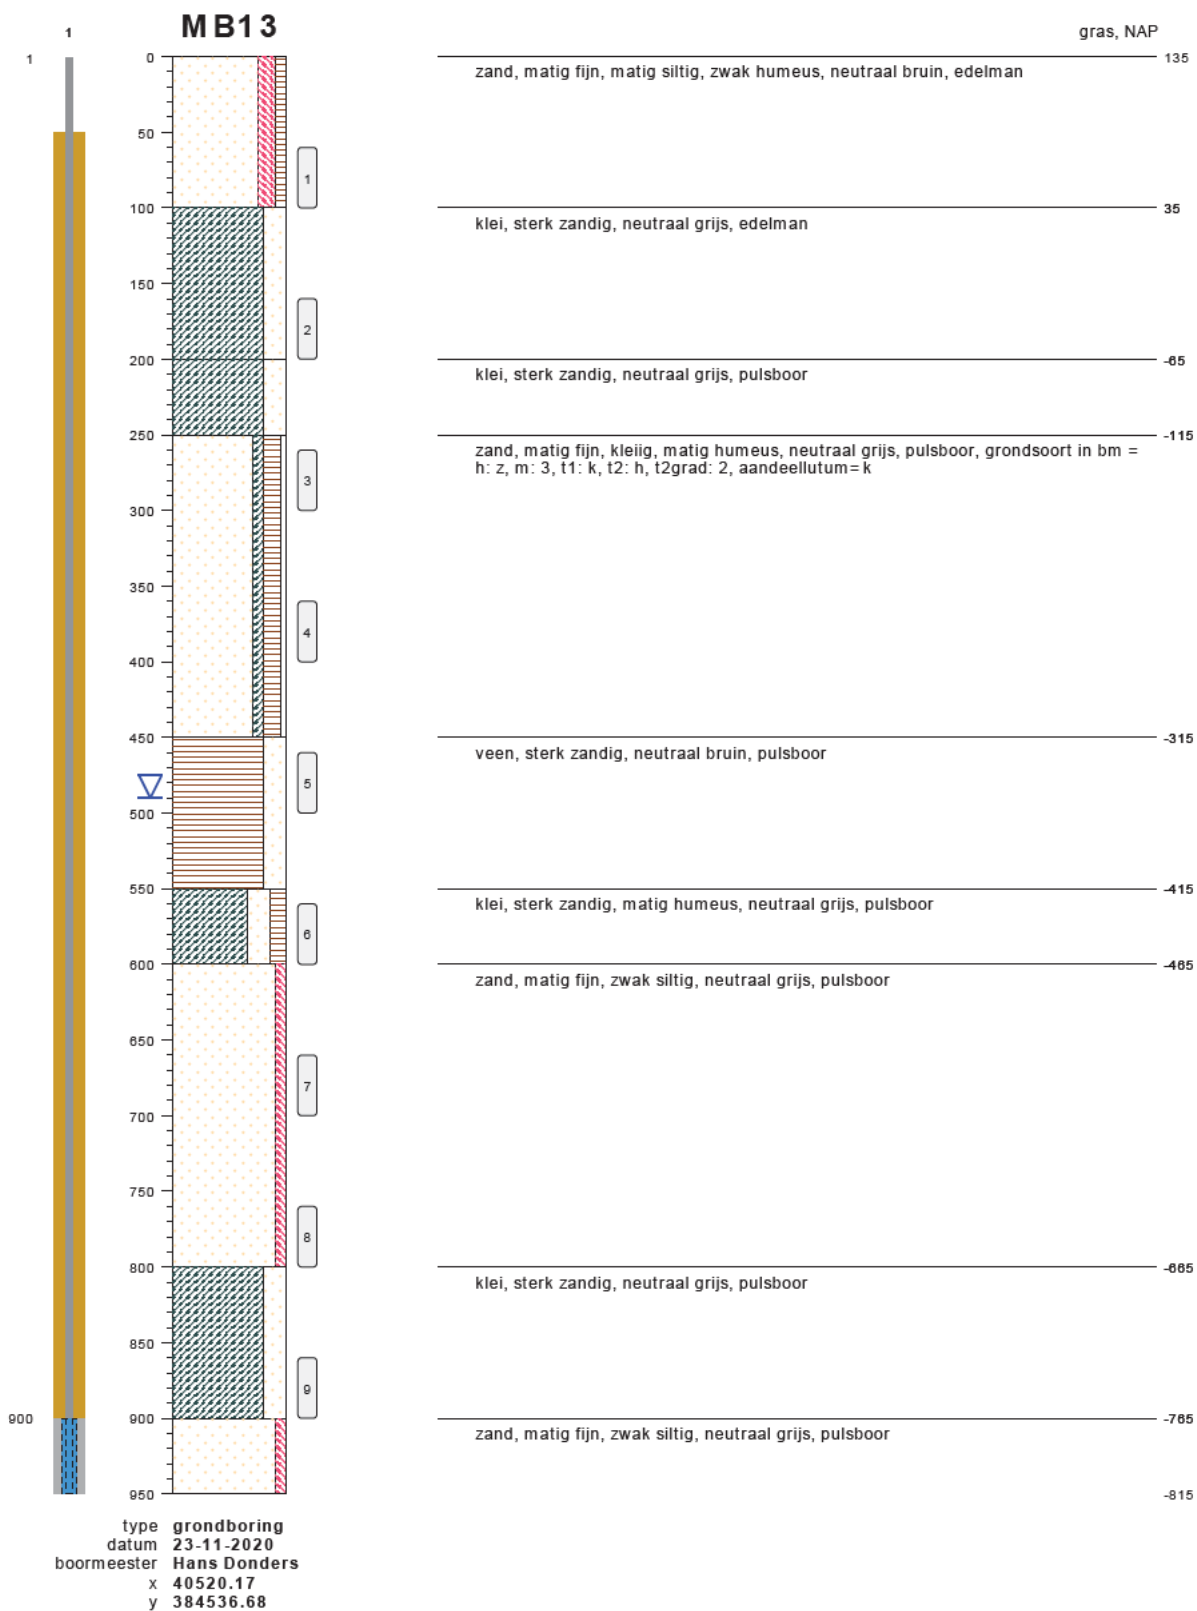 MB13
1
gras, NAP
1
0
135
zand, matig fijn, matig siltig, zwak humeus, neutraal bruin, edelman
50
1
100
35
klei, sterk zandig, neutraal grijs, edelman
150
2
200
-65
klei, sterk zandig, neutraal grijs, pulsboor
250
-115
zand, matig fijn, kleiig, matig humeus, neutraal grijs, pulsboor, grondsoort in bm =
h: z, m: 3, t1: k, t2: h, t2grad: 2, aandeellutum=k
3
300
350
4
400
450
-315
veen, sterk zandig, neutraal bruin, pulsboor
5
500
550
-415
klei, sterk zandig, matig humeus, neutraal grijs, pulsboor
6
600
-465
zand, matig fijn, zwak siltig, neutraal grijs, pulsboor
650
7
700
750
8
800
-665
klei, sterk zandig, neutraal grijs, pulsboor
850
9
900
900
-765
zand, matig fijn, zwak siltig, neutraal grijs, pulsboor
950
-815
type grondboring
datum 23-11-2020
boormeester Hans Donders
x 40520.17
y 384536.68